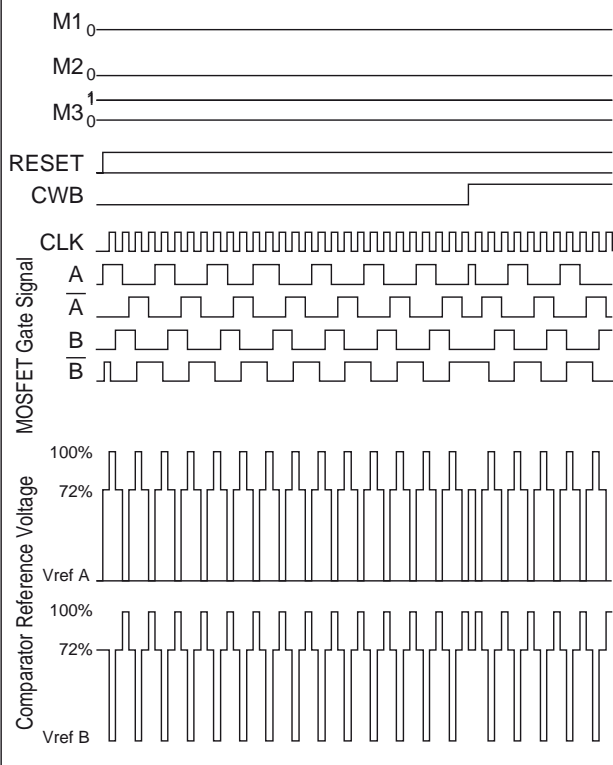 M1 0
M2 0
1
M3 0
RESET
CWB
CLK
MOSFET Gate Signal
A
A̅
B
B̅
Comparator Reference Voltage
100%
72%
Vref A
100%
72%
Vref B